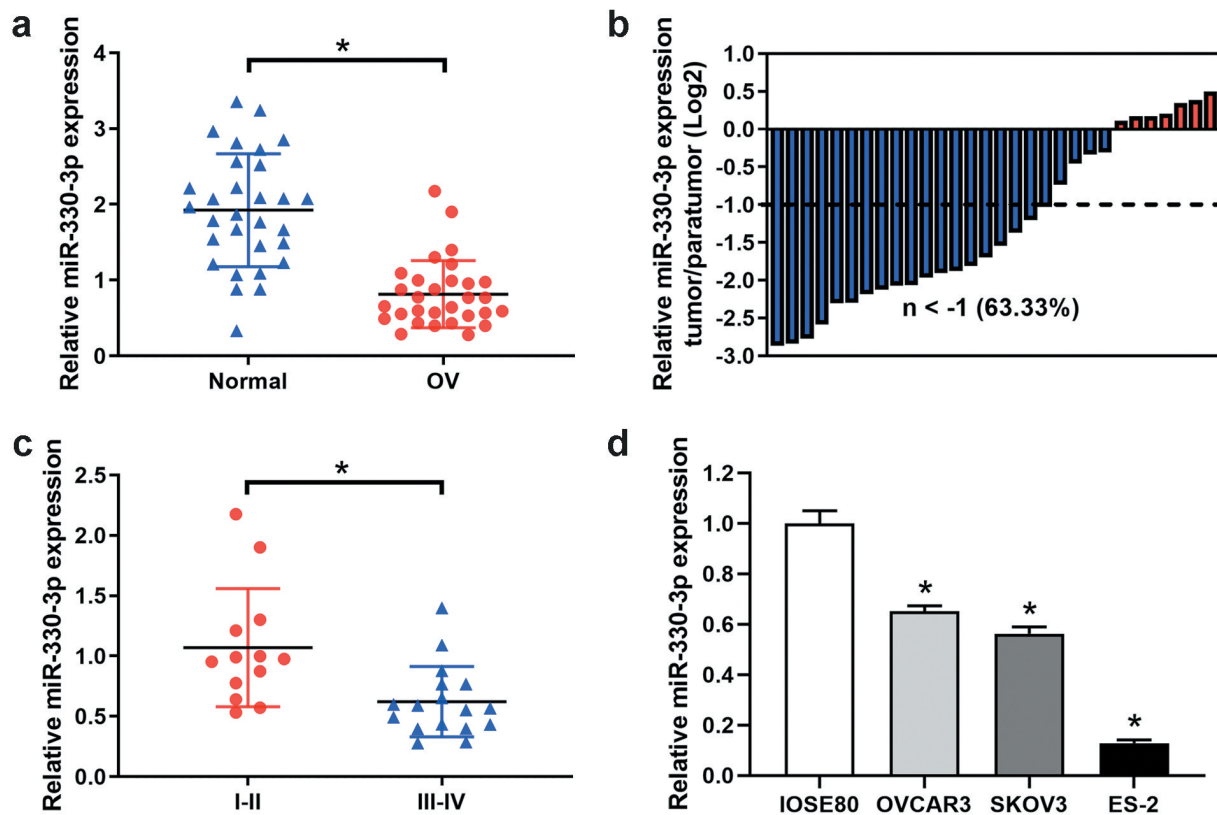 a
Relative miR-330-3p expression
4
3
2
1
0
*
Normal
OV
b
Relative miR-330-3p expression
tumor/paratumor (Log2)
1.0
0.5
0.0
-0.5
-1.0
-1.5
-2.0
-2.5
-3.0
n < -1 (63.33%)
c
Relative miR-330-3p expression
2.5
2.0
1.5
1.0
0.5
0.0
*
I-II
III-IV
d
Relative miR-330-3p expression
1.2
1.0
0.8
0.6
0.4
0.2
0.0
*
*
*
IOSE80
OVCAR3
SKOV3
ES-2